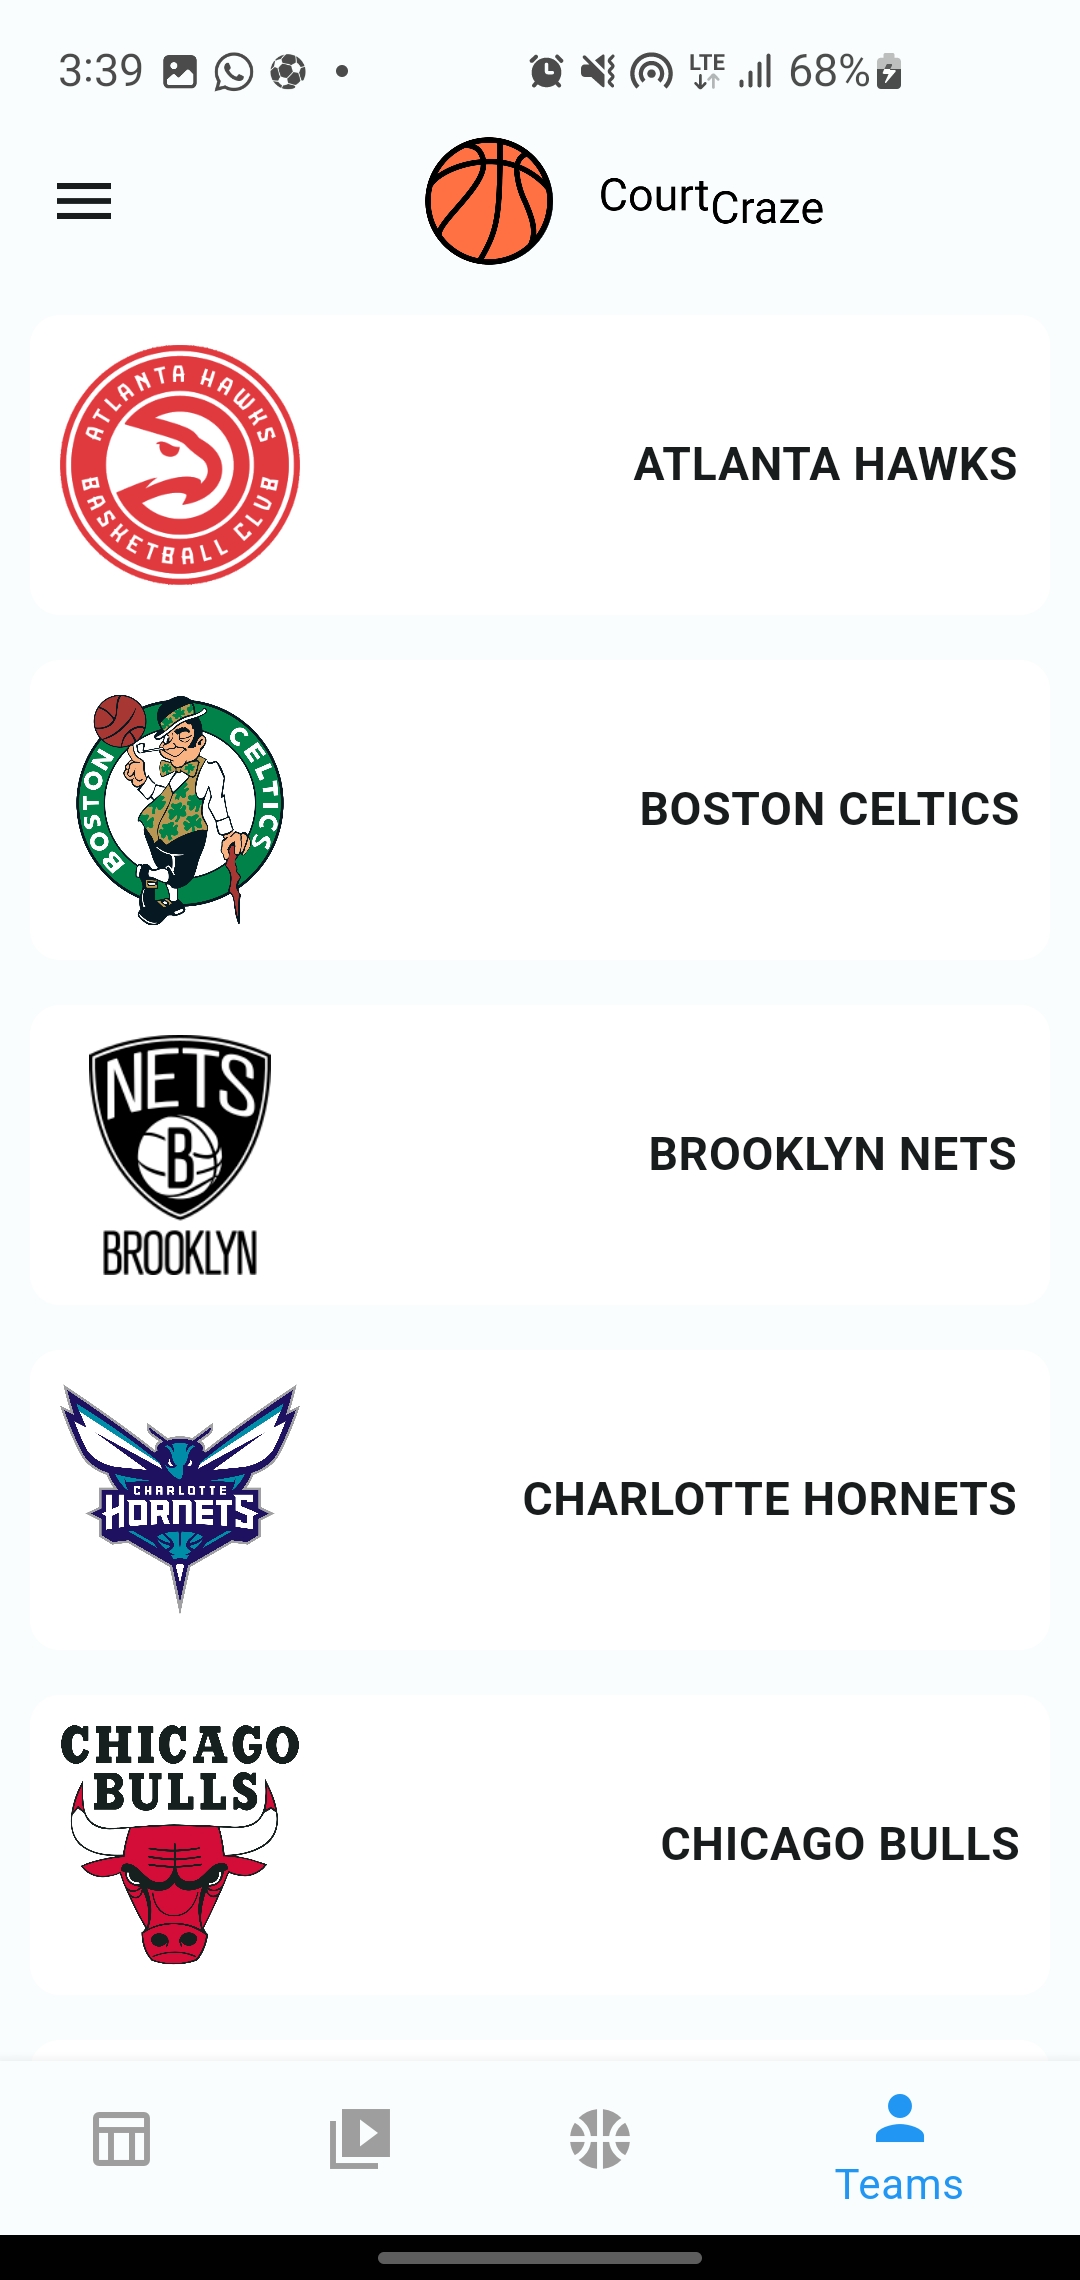 3:39
LTE
68%
CourtCraze
ATLANTA HAWKS
BASKETBALL CLUB
ATLANTA HAWKS
BOSTON CELTICS
BOSTON CELTICS
NETS
B
BROOKLYN
BROOKLYN NETS
CHARLOTTE
HORNETS
CHARLOTTE HORNETS
CHICAGO
BULLS
CHICAGO BULLS
Teams